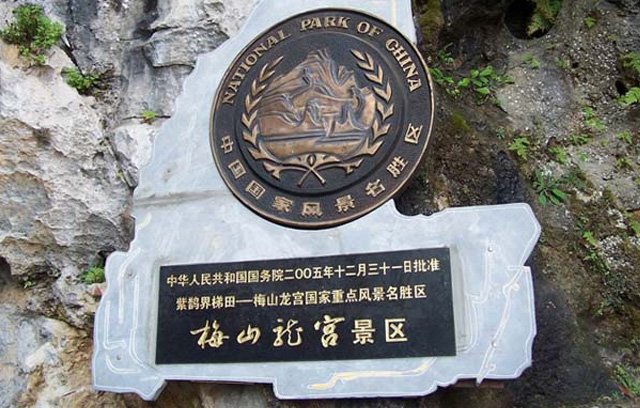 NATIONAL PARK OF CHINA
中国国家风景名胜区
中华人民共和国国务院二〇〇五年十二月三十一日批准
紫鹊界梯田—梅山龙宫国家重点风景名胜区
梅山龙宫景区